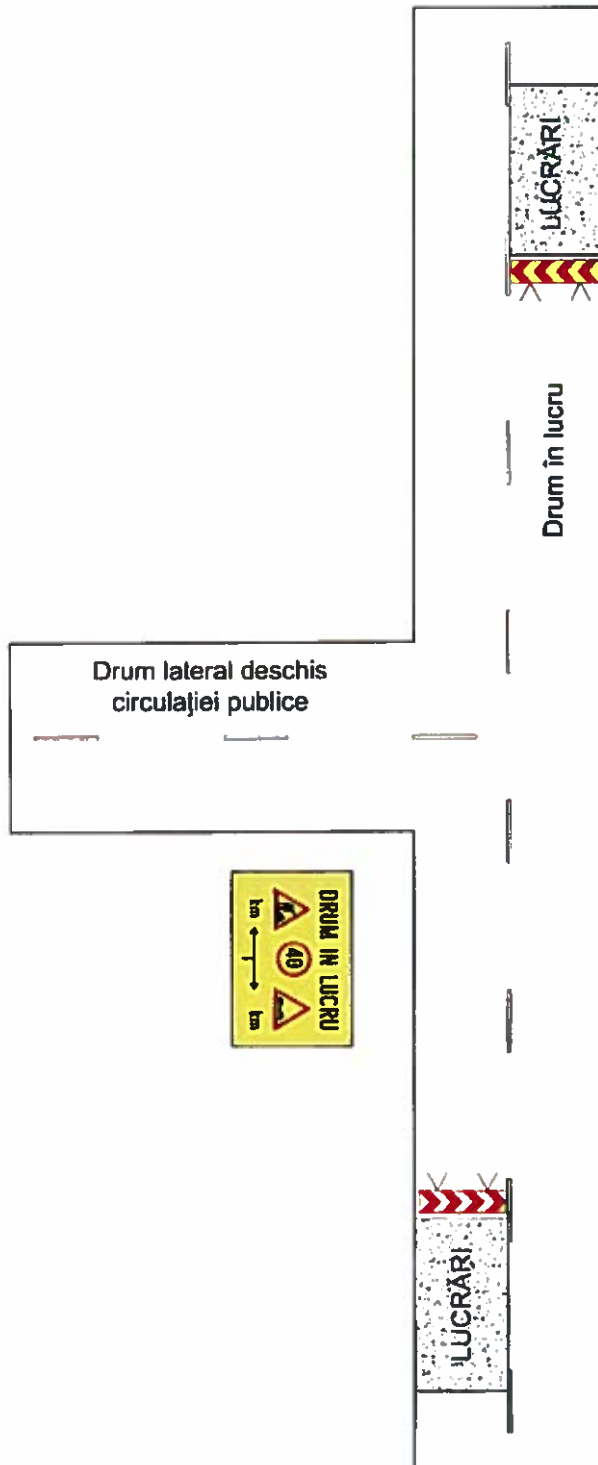 LUCRĂRI
Drum în lucru
Drum lateral deschis
circulației publice
DRUM IN LUCRU
40
km km
LUCRĂRI